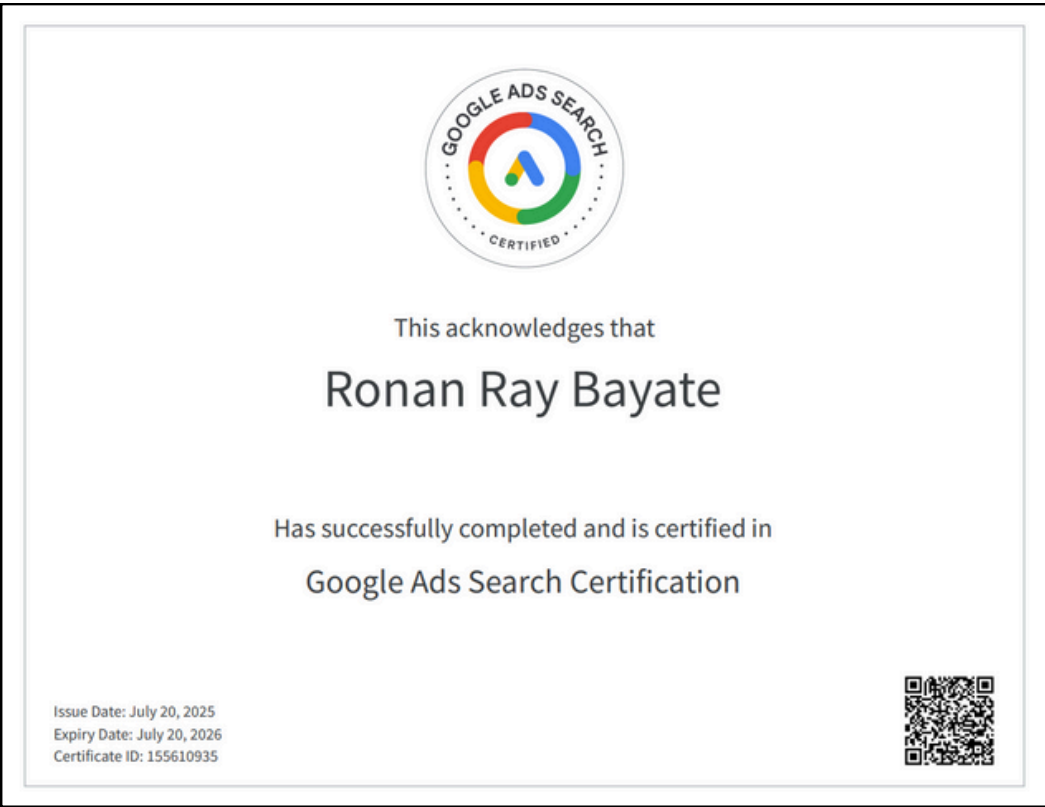 GOOGLE ADS SEARCH
CERTIFIED
This acknowledges that
Ronan Ray Bayate
Has successfully completed and is certified in
Google Ads Search Certification
Issue Date: July 20, 2025
Expiry Date: July 20, 2026
Certificate ID: 155610935